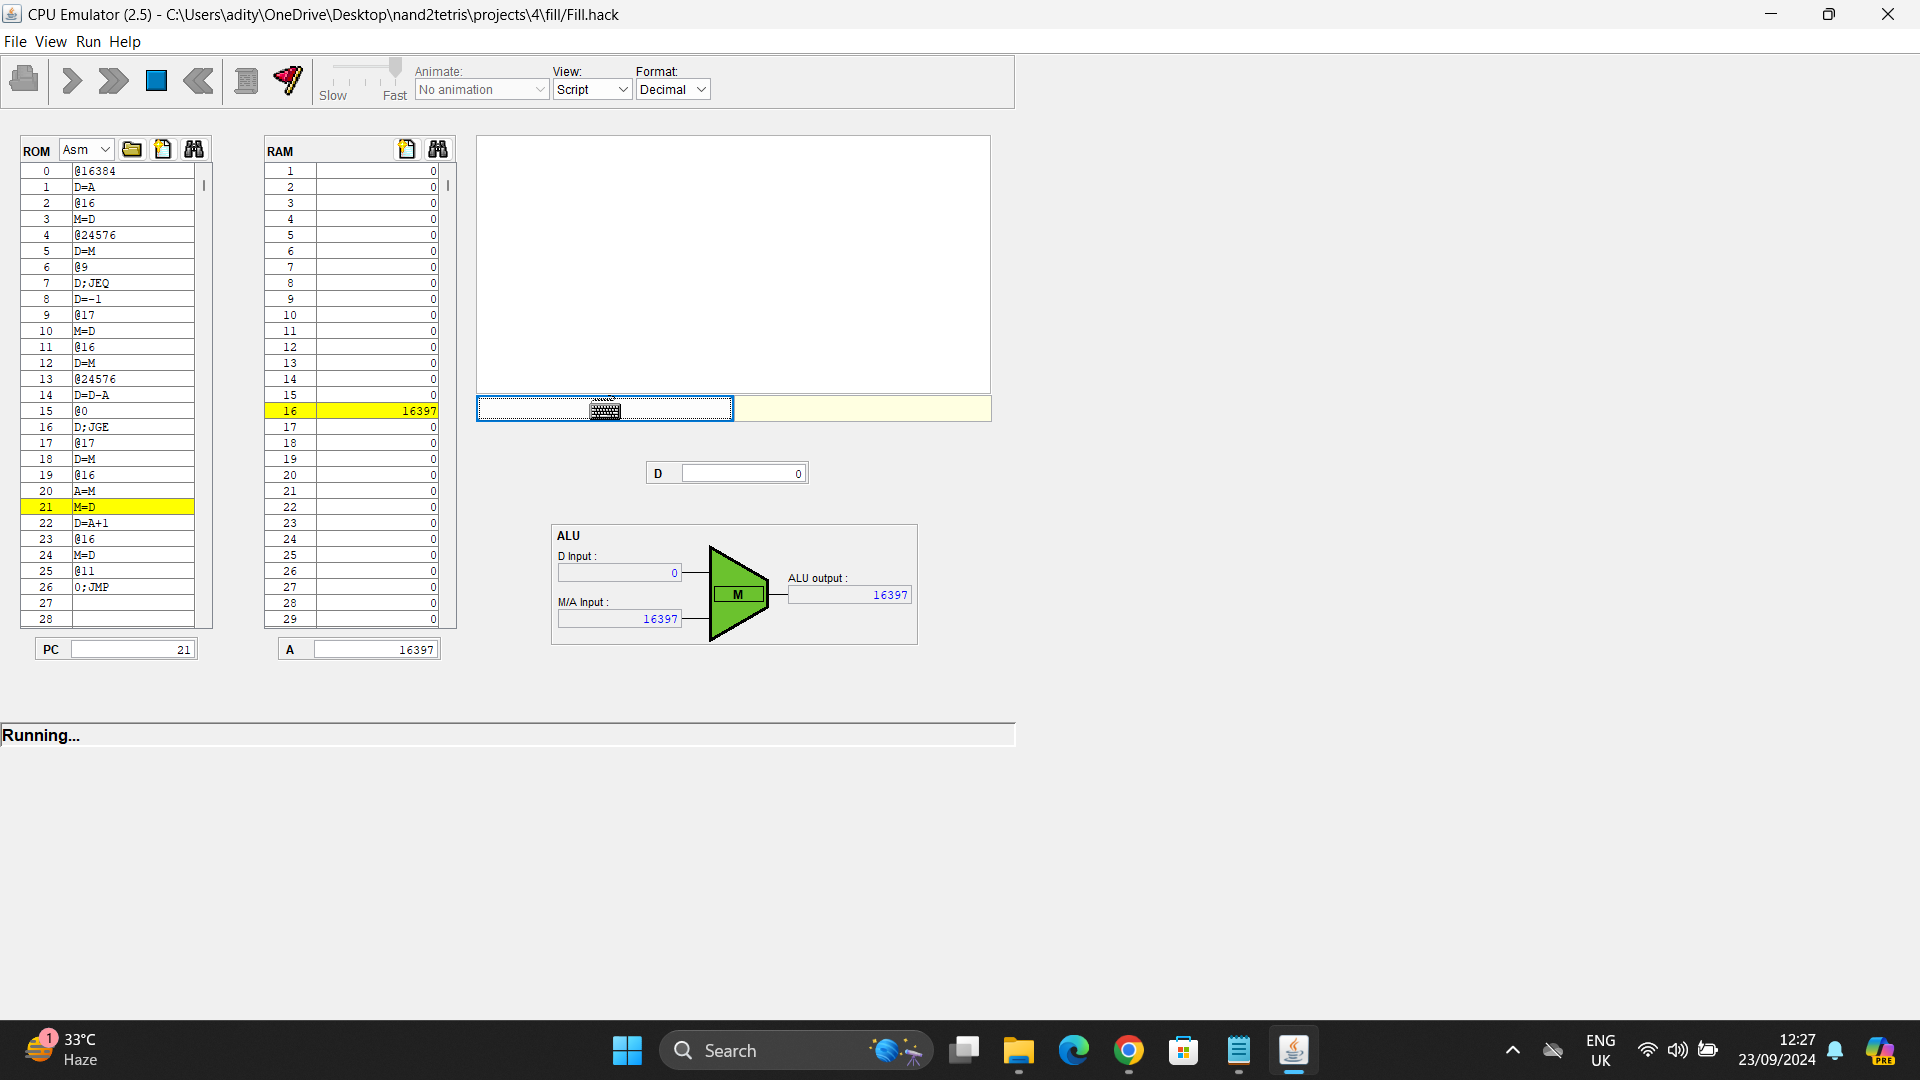 CPU Emulator (2.5) - C:\Users\adity\OneDrive\Desktop\nand2tetris\projects\4\fill/Fill.hack
File View Run Help
Slow Fast
Animate:
No animation
View:
Script
Format:
Decimal
ROM Asm
0 @16384
1 D=A
2 @16
3 M=D
4 @24576
5 D=M
6 @9
7 D;JEQ
8 D=-1
9 @17
10 M=D
11 @16
12 D=M
13 @24576
14 D=D-A
15 @0
16 D;JGE
17 @17
18 D=M
19 @16
20 A=M
21 M=D
22 D=A+1
23 @16
24 M=D
25 @11
26 0;JMP
27
28
PC 21
RAM
1 0
2 0
3 0
4 0
5 0
6 0
7 0
8 0
9 0
10 0
11 0
12 0
13 0
14 0
15 0
16 16397
17 0
18 0
19 0
20 0
21 0
22 0
23 0
24 0
25 0
26 0
27 0
28 0
29 0
A 16397
D 0
ALU
D Input :
0
M/A Input :
16397
M
ALU output :
16397
Running...
1
33°C
Haze
Search
ENG
UK
12:27
23/09/2024
PRE